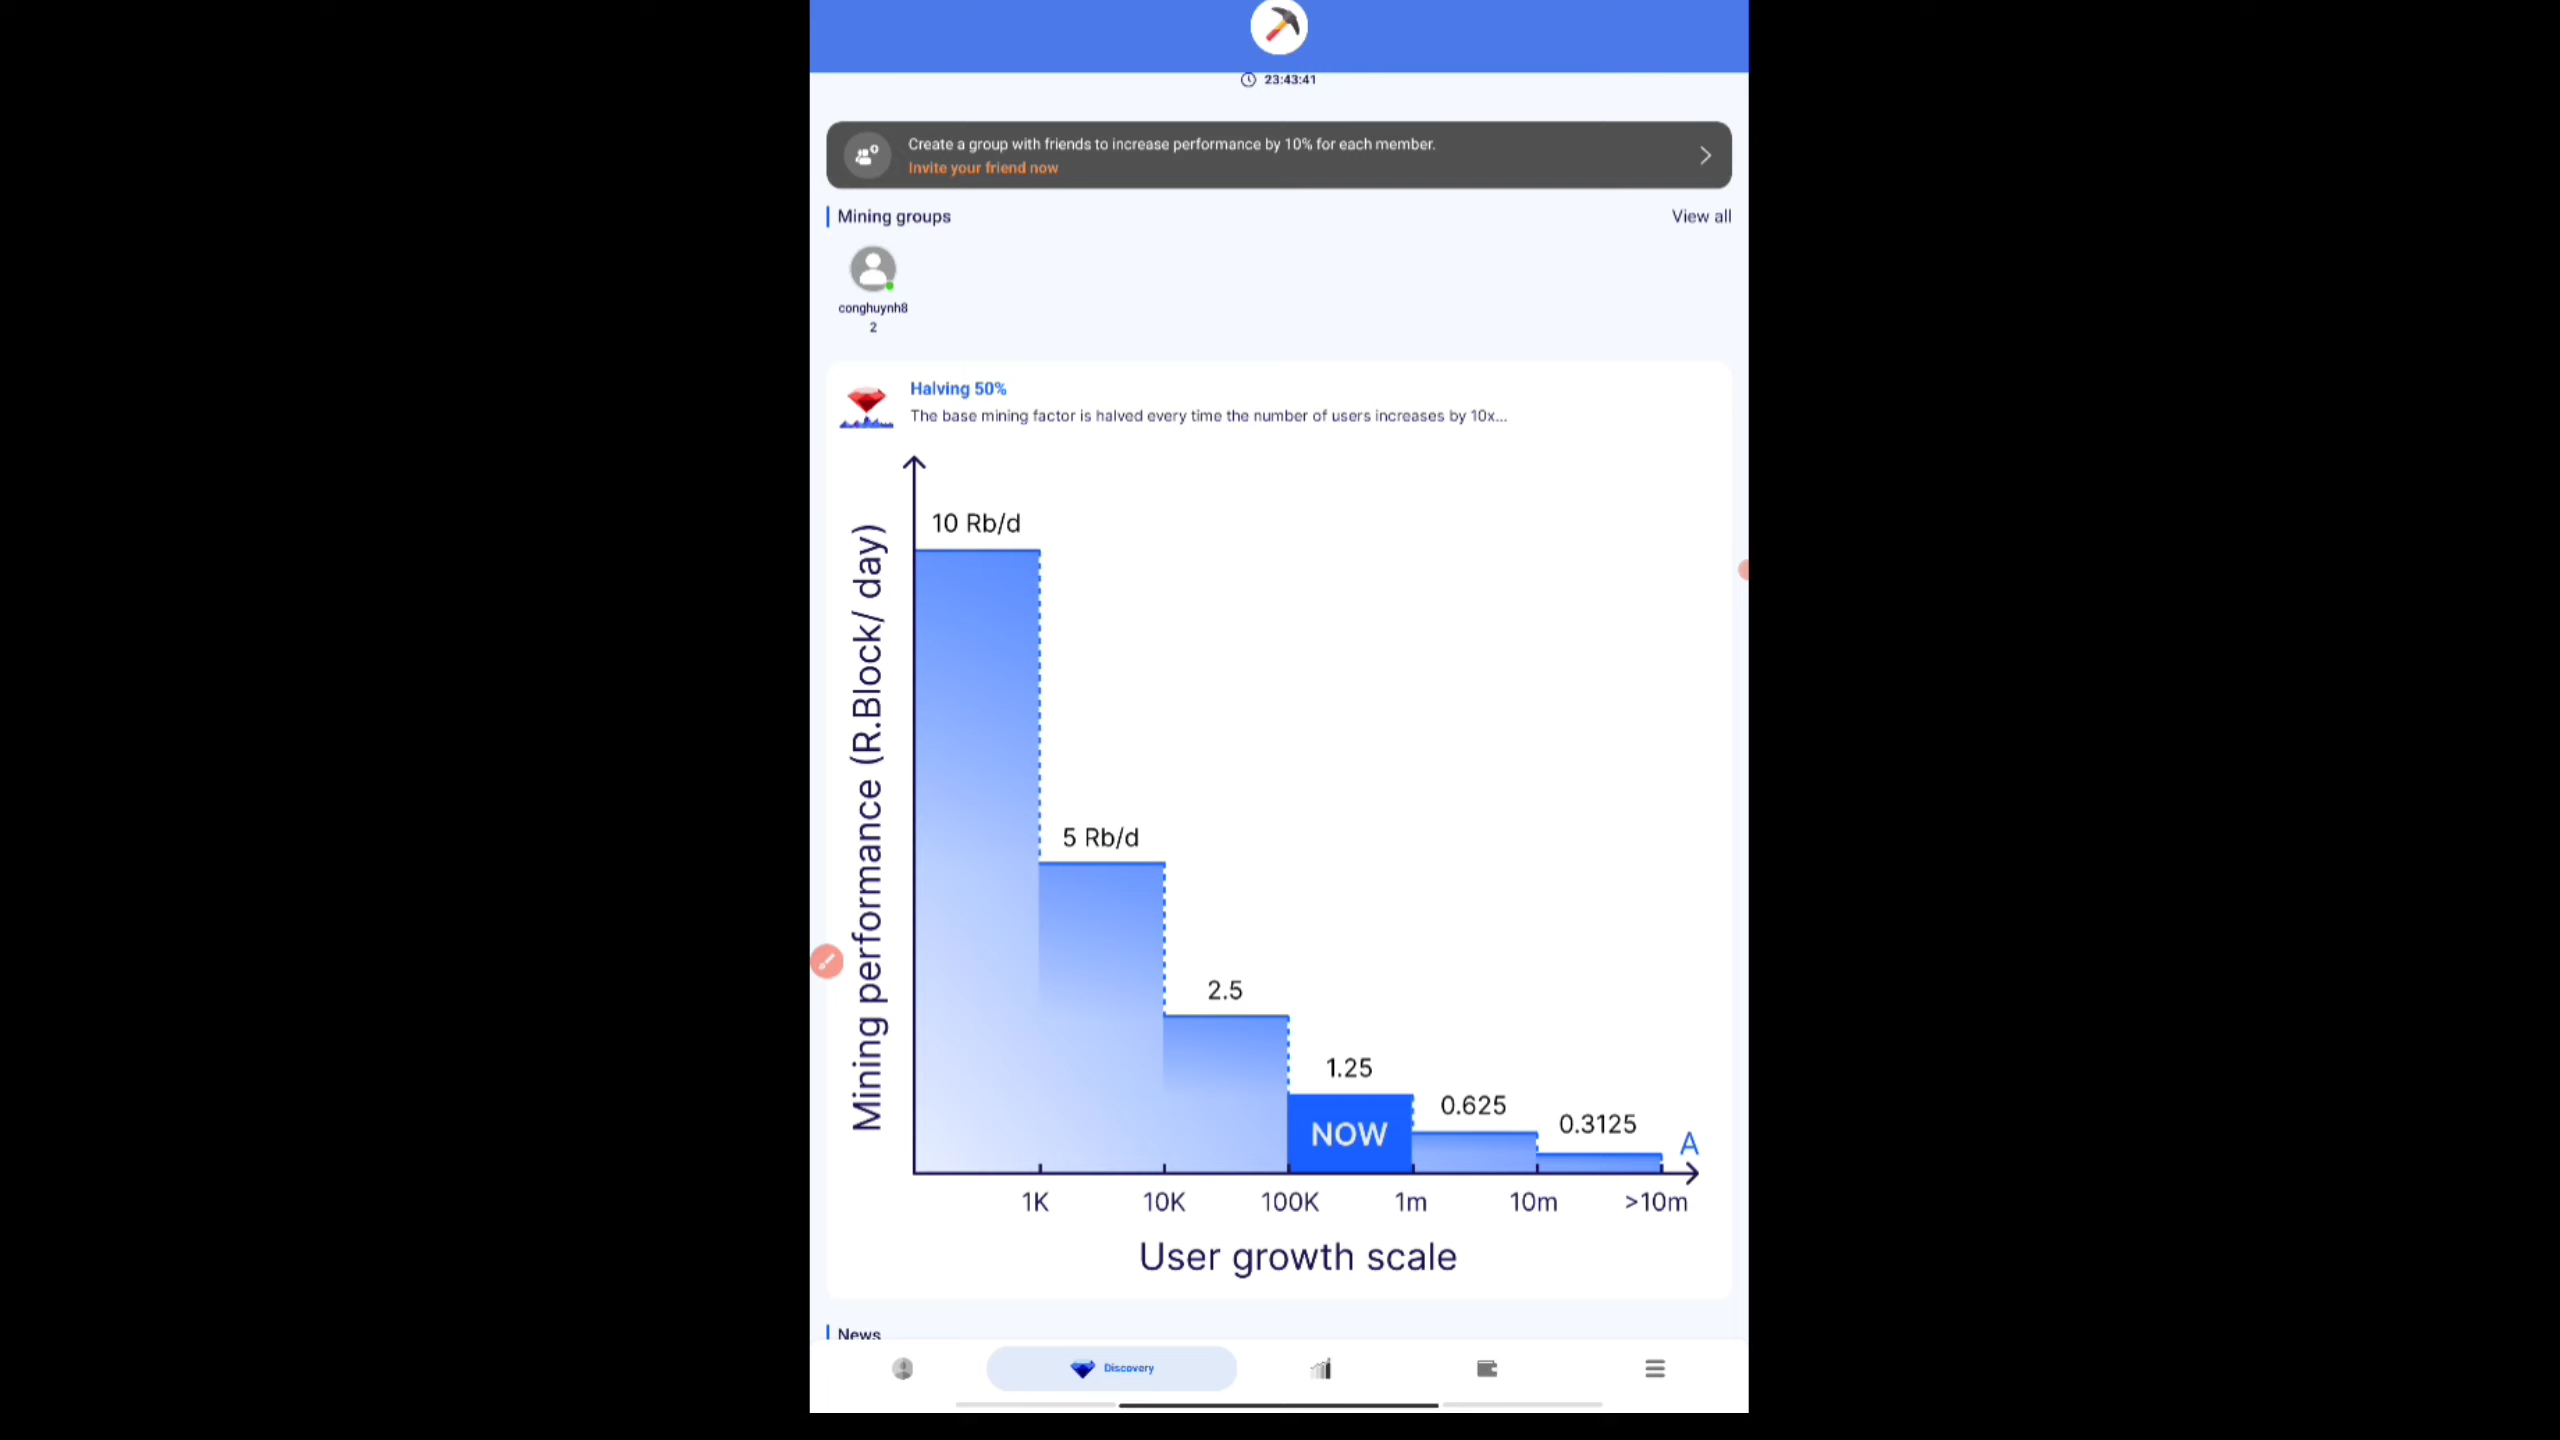 23:43:41
Create a group with friends to increase performance by 10% for each member.
Invite your friend now
Mining groups
View all
conghuynh8
2
Halving 50%
The base mining factor is halved every time the number of users increases by 10x...
Mining performance (R.Block/ day)
10 Rb/d
5 Rb/d
2.5
1.25
0.625
0.3125
NOW
A
1K
10K
100K
1m
10m
>10m
User growth scale
News
Discovery